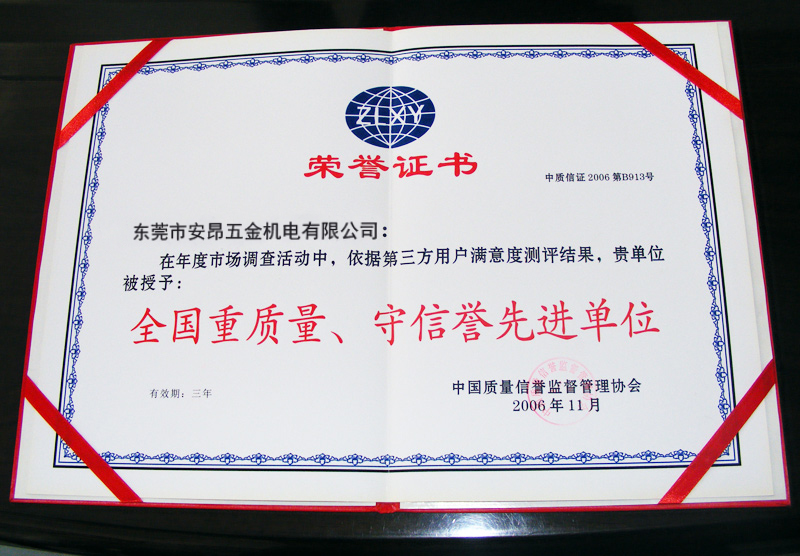 ZLXY
荣誉证书
中质信证2006第B913号
东莞市安昂五金机电有限公司：
在年度市场调查活动中，依据第三方用户满意度测评结果，贵单位
被授予：
全国重质量、守信誉先进单位
有效期：三年
中国质量信誉监督管理协会
2006年11月